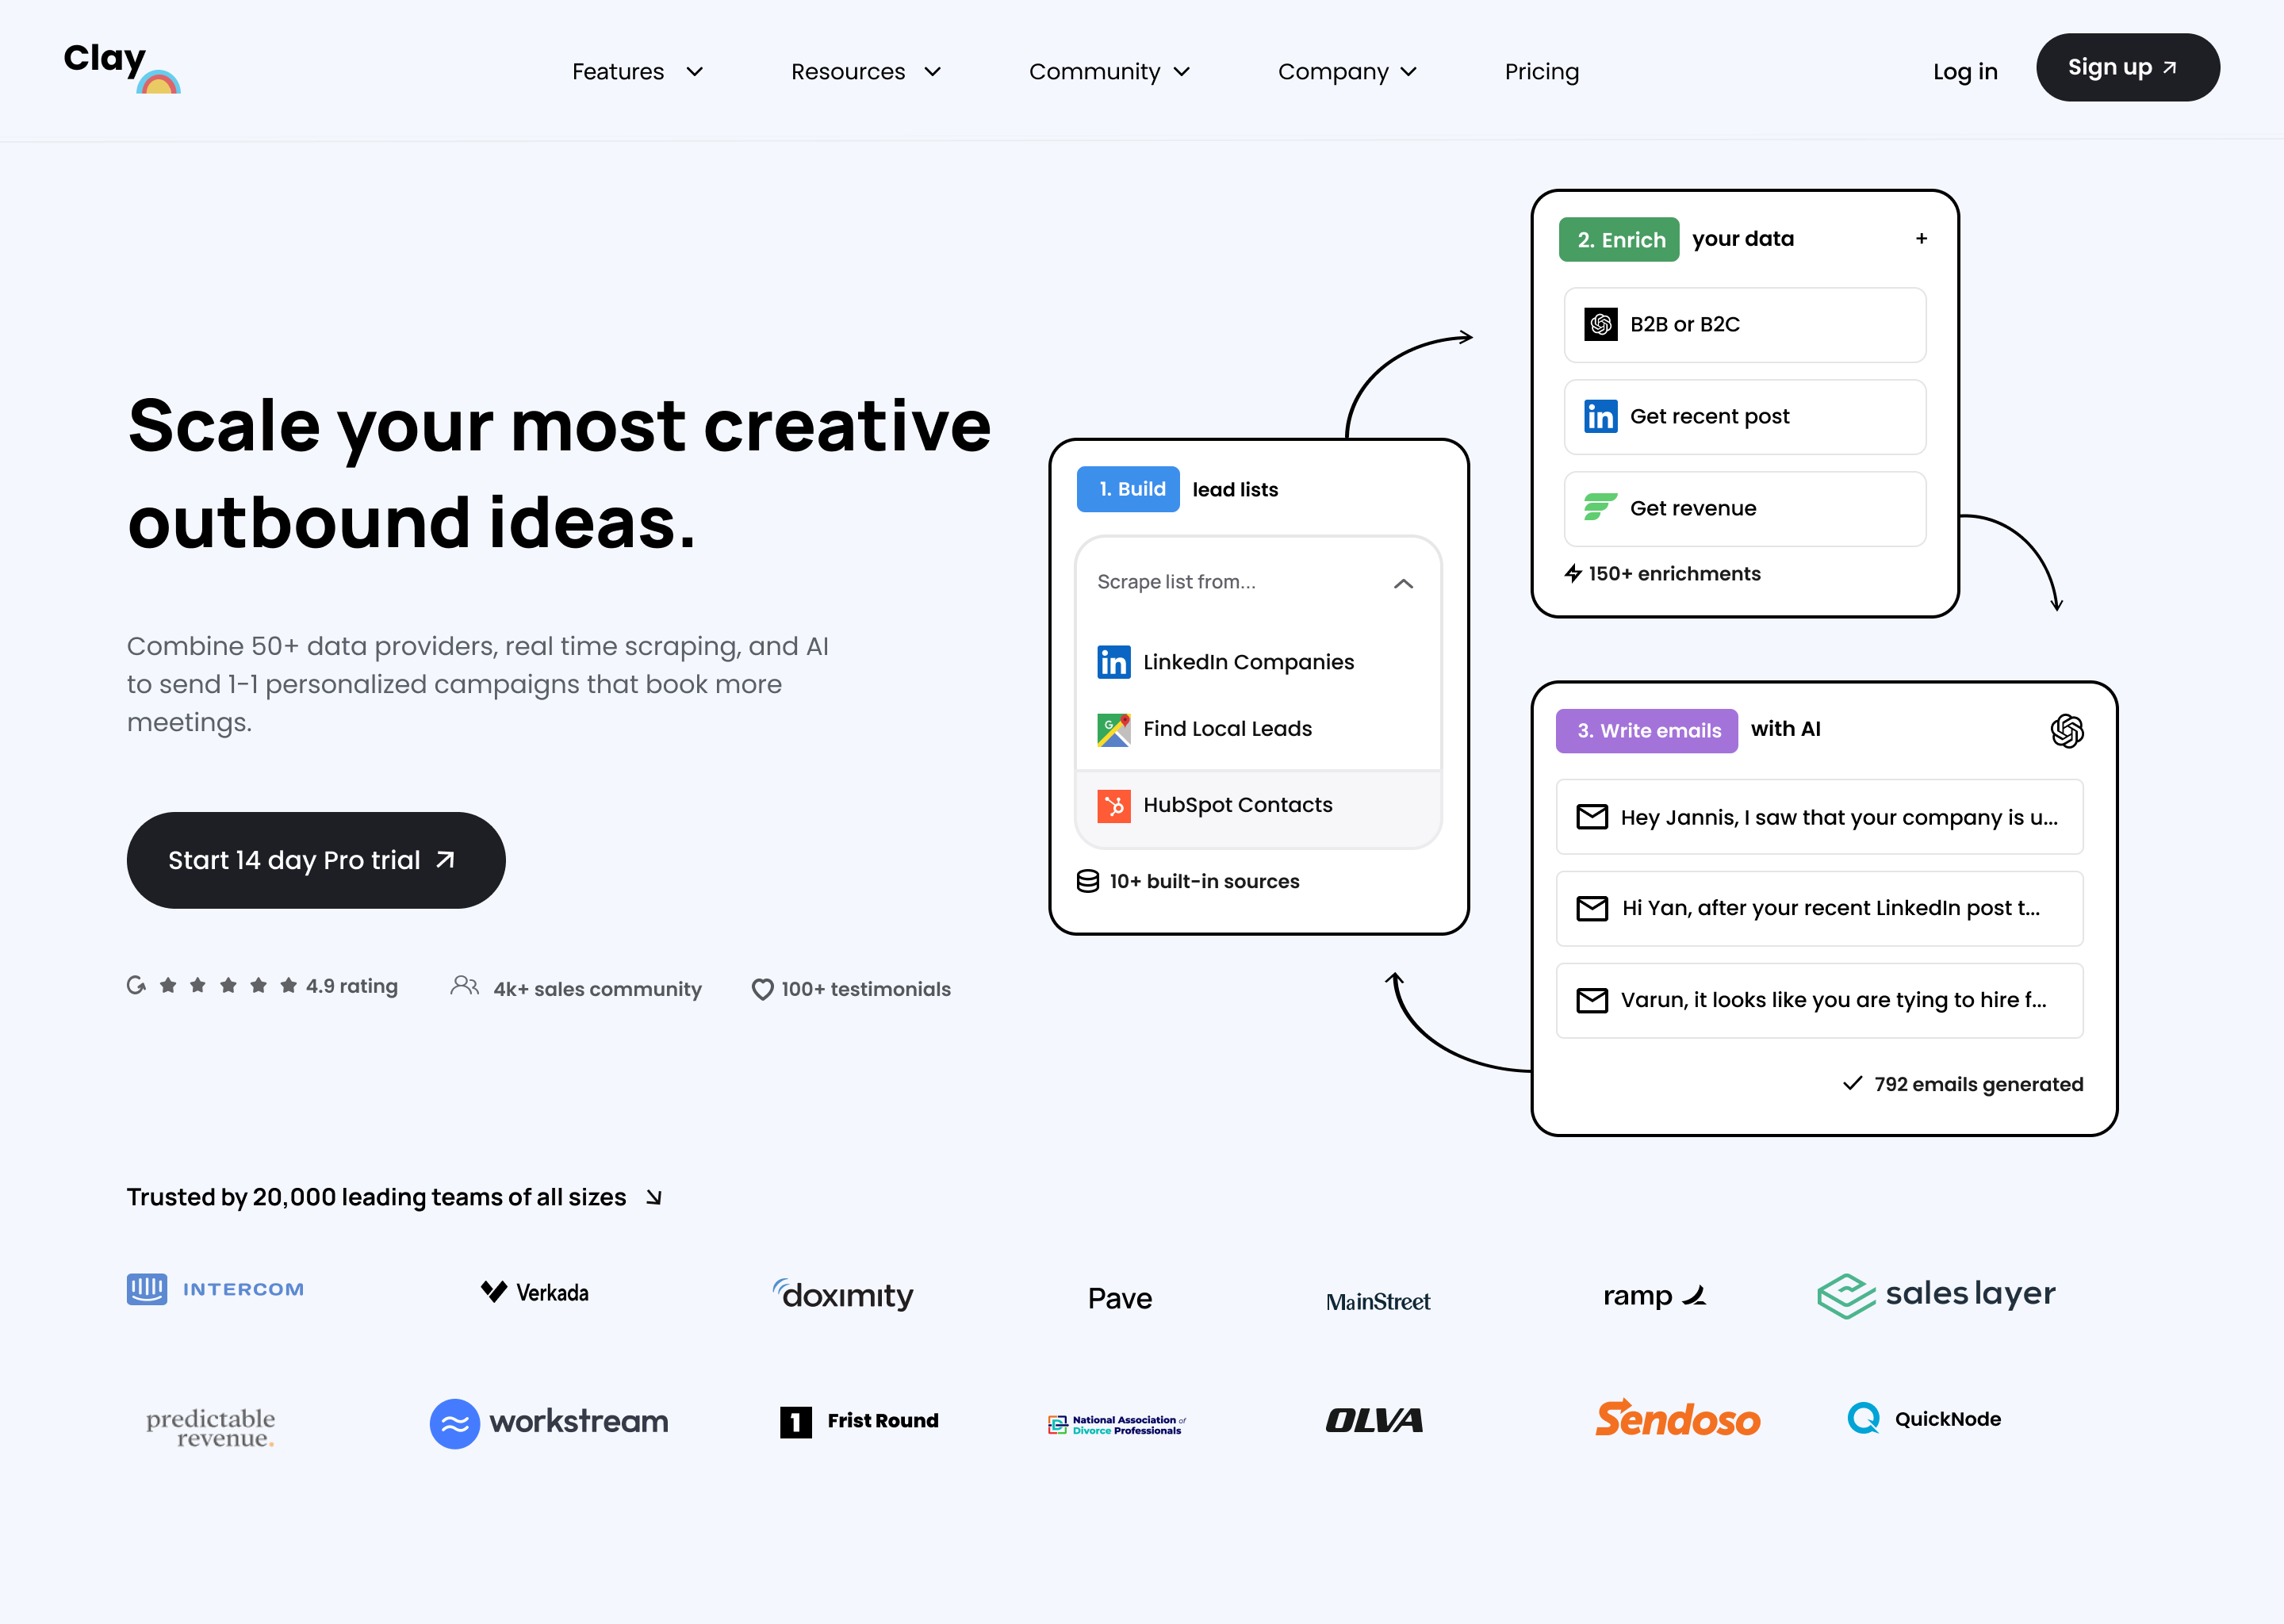 Clay
Features
Resources
Community
Company
Pricing
Log in
Sign up
Scale your most creative
outbound ideas.
Combine 50+ data providers, real time scraping, and AI
to send 1-1 personalized campaigns that book more
meetings.
Start 14 day Pro trial
4.9 rating
4k+ sales community
100+ testimonials
1. Build lead lists
Scrape list from...
LinkedIn Companies
Find Local Leads
HubSpot Contacts
10+ built-in sources
2. Enrich your data +
B2B or B2C
Get recent post
Get revenue
150+ enrichments
3. Write emails with AI
Hey Jannis, I saw that your company is u...
Hi Yan, after your recent LinkedIn post t...
Varun, it looks like you are tying to hire f...
792 emails generated
Trusted by 20,000 leading teams of all sizes
INTERCOM
Verkada
doximity
Pave
MainStreet
ramp
sales layer
predictable
revenue.
workstream
1 Frist Round
National Association of
Divorce Professionals
OLVA
Sendoso
QuickNode